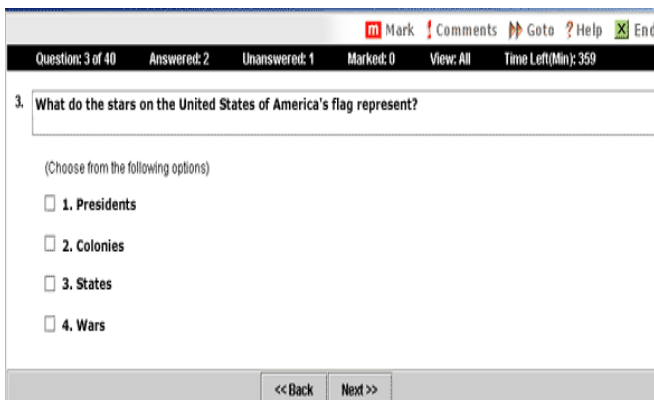 m Mark ! Comments Goto ? Help X End
Question: 3 of 40 Answered: 2 Unanswered: 1 Marked: 0 View: All Time Left(Min): 359
3. What do the stars on the United States of America's flag represent?
(Choose from the following options)
1. Presidents
2. Colonies
3. States
4. Wars
<< Back Next >>